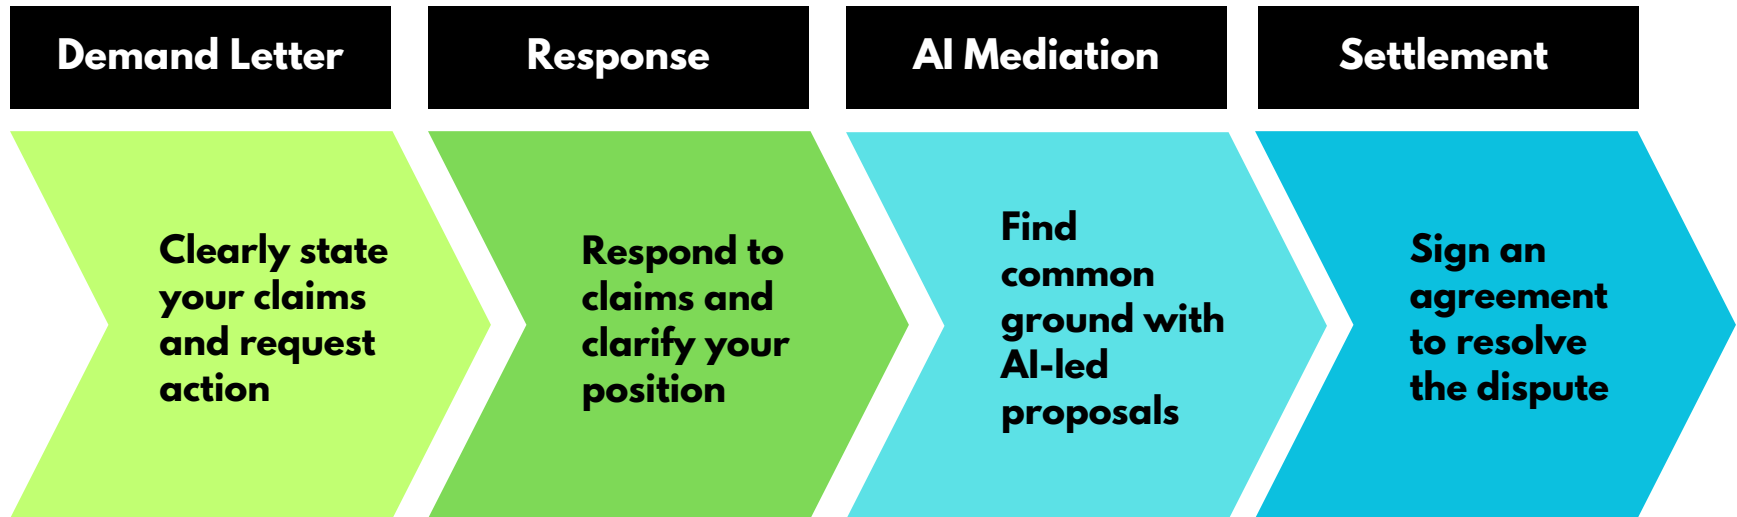 Demand Letter
Response
AI Mediation
Settlement
Clearly state
your claims
and request
action
Respond to
claims and
clarify your
position
Find
common
ground with
AI-led
proposals
Sign an
agreement
to resolve
the dispute